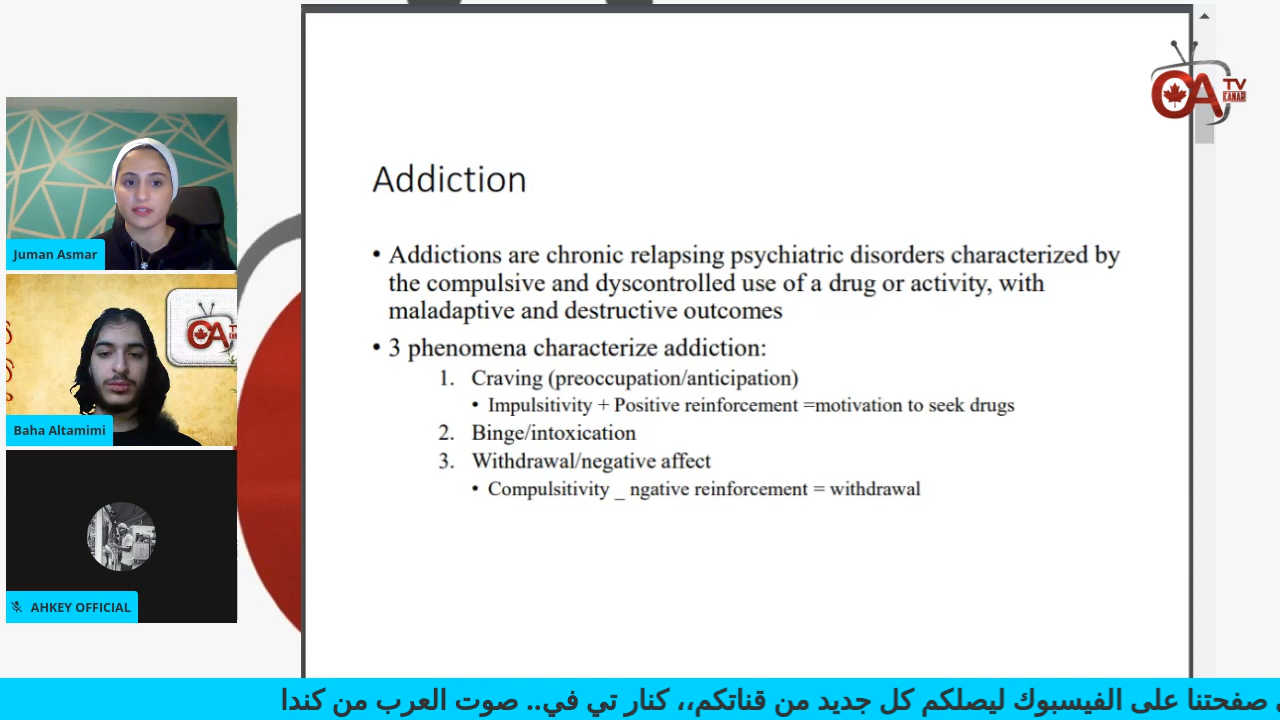 TV
CANAR
Juman Asmar
Baha Altamimi
AHKEY OFFICIAL
Addiction
• Addictions are chronic relapsing psychiatric disorders characterized by
the compulsive and dyscontrolled use of a drug or activity, with
maladaptive and destructive outcomes
• 3 phenomena characterize addiction:
1. Craving (preoccupation/anticipation)
• Impulsitivity + Positive reinforcement =motivation to seek drugs
2. Binge/intoxication
3. Withdrawal/negative affect
• Compulsitivity _ ngative reinforcement = withdrawal
صفحتنا على الفيسبوك ليصلكم كل جديد من قناتكم،، كنار تي في.. صوت العرب من كندا